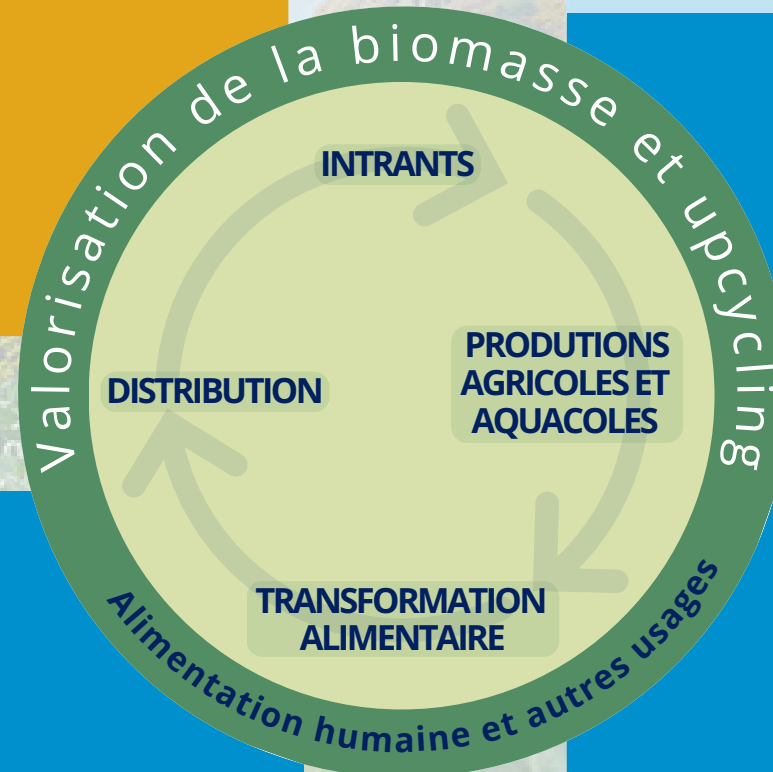 Valorisation de la biomasse et upcycling
INTRANTS
PRODUTIONS
AGRICOLES ET
AQUACOLES
DISTRIBUTION
TRANSFORMATION
ALIMENTAIRE
Alimentation humaine et autres usages